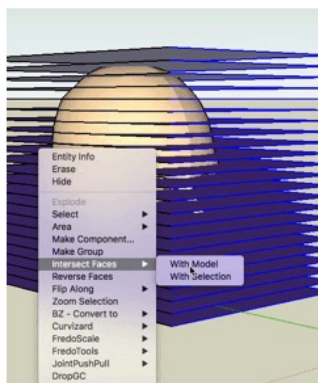 Entity Info
Erase
Hide
Explode
Select
Area
Make Component...
Make Group
Intersect Faces
With Model
With Selection
Reverse Faces
Flip Along
Zoom Selection
BZ - Convert to
Curvizard
FredoScale
FredoTools
JointPushPull
DropGC